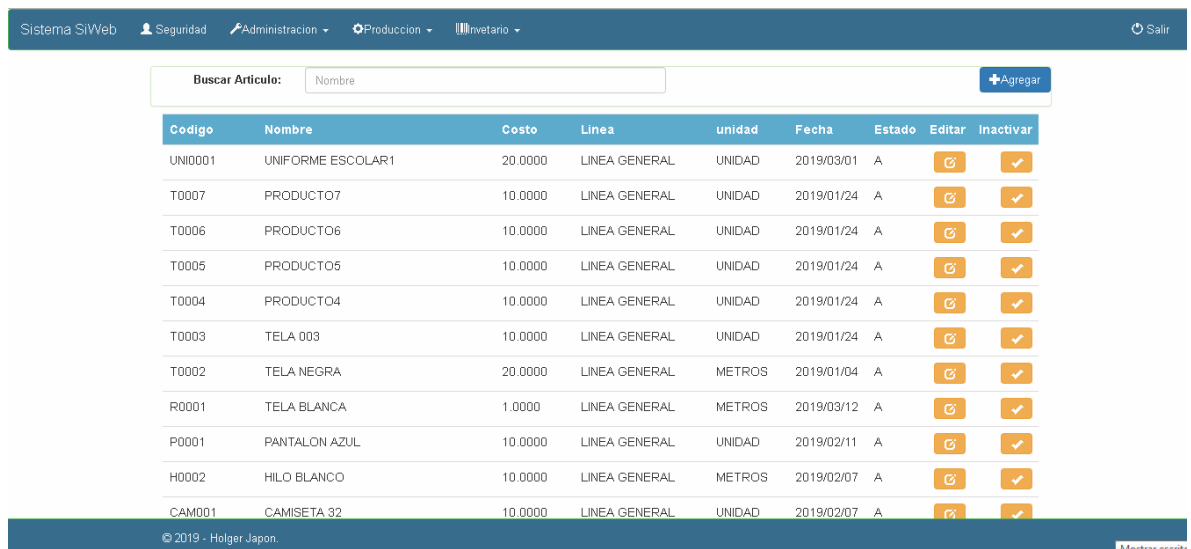 Sistema SiWeb Seguridad Administracion Produccion Invetario Salir
Buscar Articulo: Nombre Agregar
Codigo Nombre Costo Linea unidad Fecha Estado Editar Inactivar
UNI0001 UNIFORME ESCOLAR1 20.0000 LINEA GENERAL UNIDAD 2019/03/01 A
T0007 PRODUCTO7 10.0000 LINEA GENERAL UNIDAD 2019/01/24 A
T0006 PRODUCTO6 10.0000 LINEA GENERAL UNIDAD 2019/01/24 A
T0005 PRODUCTO5 10.0000 LINEA GENERAL UNIDAD 2019/01/24 A
T0004 PRODUCTO4 10.0000 LINEA GENERAL UNIDAD 2019/01/24 A
T0003 TELA 003 10.0000 LINEA GENERAL UNIDAD 2019/01/24 A
T0002 TELA NEGRA 20.0000 LINEA GENERAL METROS 2019/01/04 A
R0001 TELA BLANCA 1.0000 LINEA GENERAL METROS 2019/03/12 A
P0001 PANTALON AZUL 10.0000 LINEA GENERAL UNIDAD 2019/02/11 A
H0002 HILO BLANCO 10.0000 LINEA GENERAL METROS 2019/02/07 A
CAM001 CAMISETA 32 10.0000 LINEA GENERAL UNIDAD 2019/02/07 A
© 2019 - Holger Japon.
Mostrar